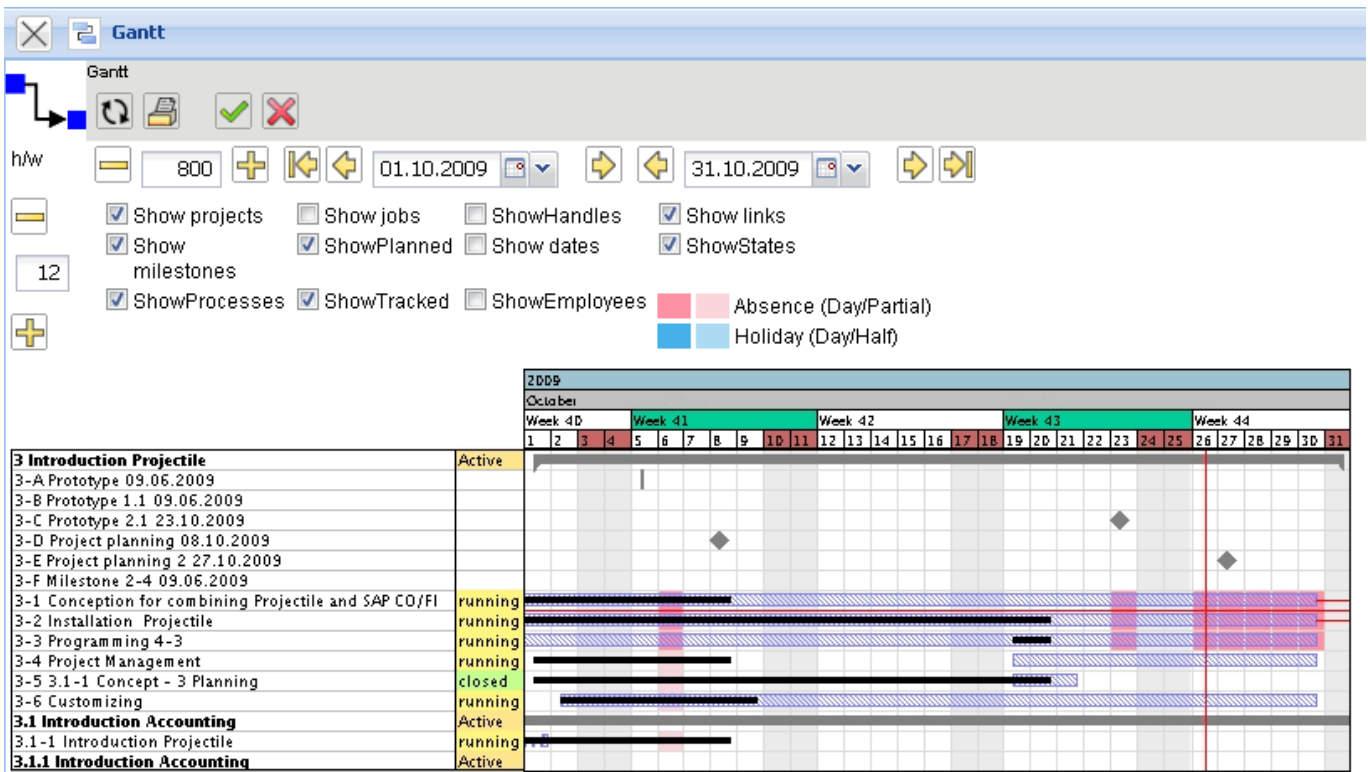 Gantt
Gantt
h/w
800
01.10.2009
31.10.2009
Show projects Show jobs ShowHandles Show links
Show milestones ShowPlanned Show dates ShowStates
12
ShowProcesses ShowTracked ShowEmployees
Absence (Day/Partial)
Holiday (Day/Half)
2009
October
Week 40 Week 41 Week 42 Week 43 Week 44
1 2 3 4 5 6 7 8 9 10 11 12 13 14 15 16 17 18 19 20 21 22 23 24 25 26 27 28 29 30 31
3 Introduction Projectile Active
3-A Prototype 09.06.2009
3-B Prototype 1.1 09.06.2009
3-C Prototype 2.1 23.10.2009
3-D Project planning 08.10.2009
3-E Project planning 2 27.10.2009
3-F Milestone 2-4 09.06.2009
3-1 Conception for combining Projectile and SAP CO/FI running
3-2 Installation Projectile running
3-3 Programming 4-3 running
3-4 Project Management running
3-5 3.1-1 Concept - 3 Planning closed
3-6 Customizing running
3.1 Introduction Accounting Active
3.1-1 Introduction Projectile running
3.1.1 Introduction Accounting Active